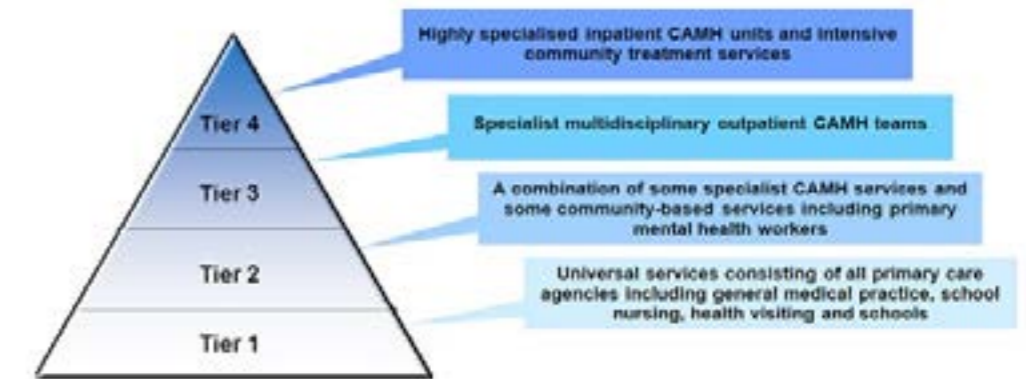 Highly specialised inpatient CAMH units and intensive
community treatment services
Tier 4
Specialist multidisciplinary outpatient CAMH teams
Tier 3
A combination of some specialist CAMH services and
some community-based services including primary
mental health workers
Tier 2
Universal services consisting of all primary care
agencies including general medical practice, school
nursing, health visiting and schools
Tier 1